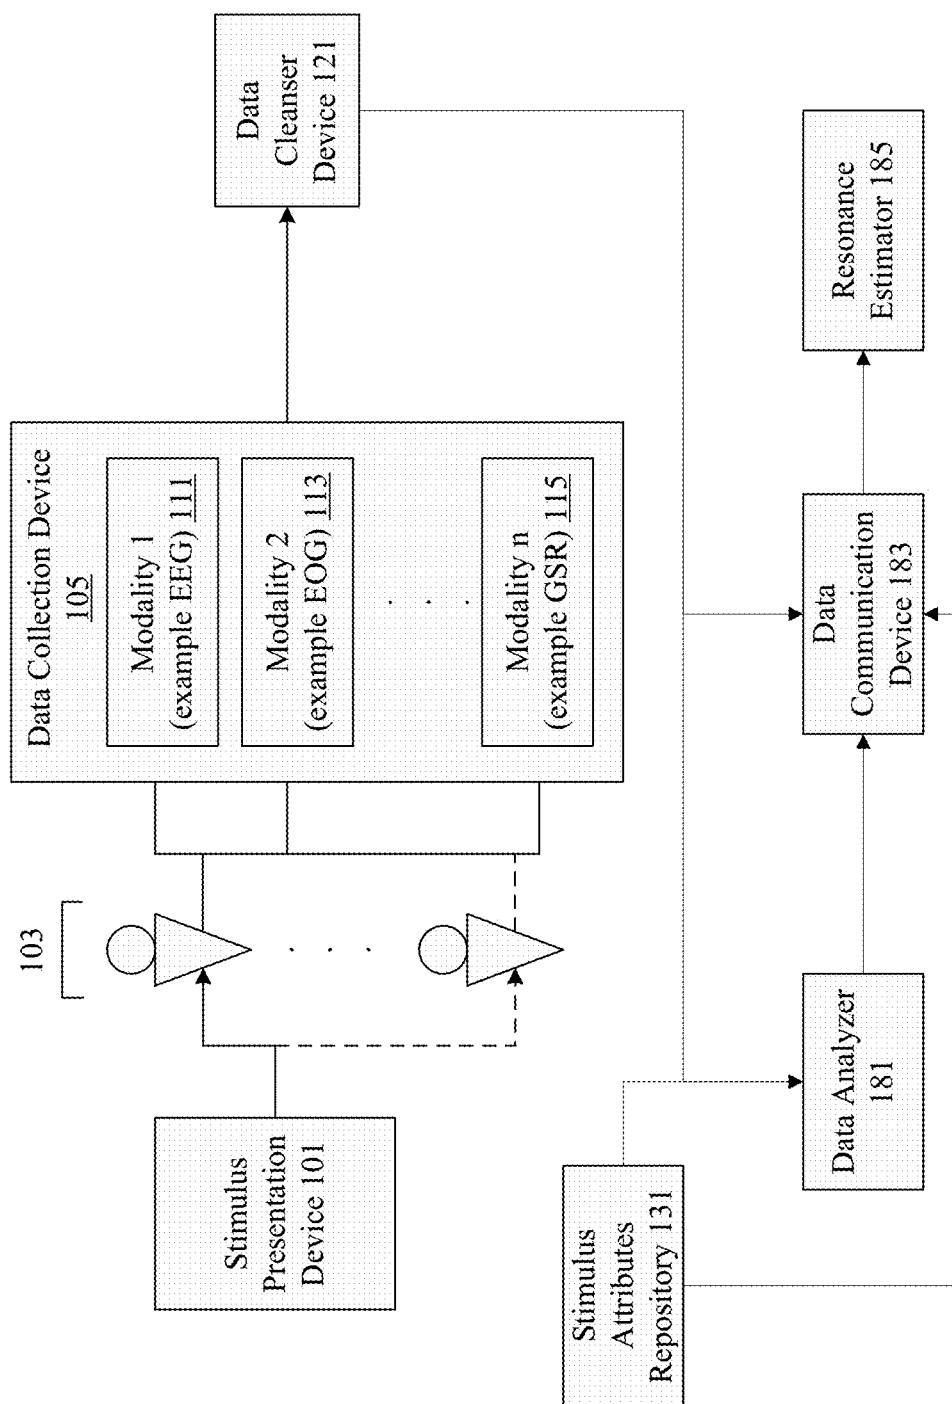 Stimulus
Presentation
Device 101
103
Data Collection Device
105
Modality 1
(example EEG) 111
Modality 2
(example EOG) 113
. . . .
Modality n
(example GSR) 115
Data
Cleanser
Device 121
Stimulus
Attributes
Repository 131
Data Analyzer
181
Data
Communication
Device 183
Resonance
Estimator 185